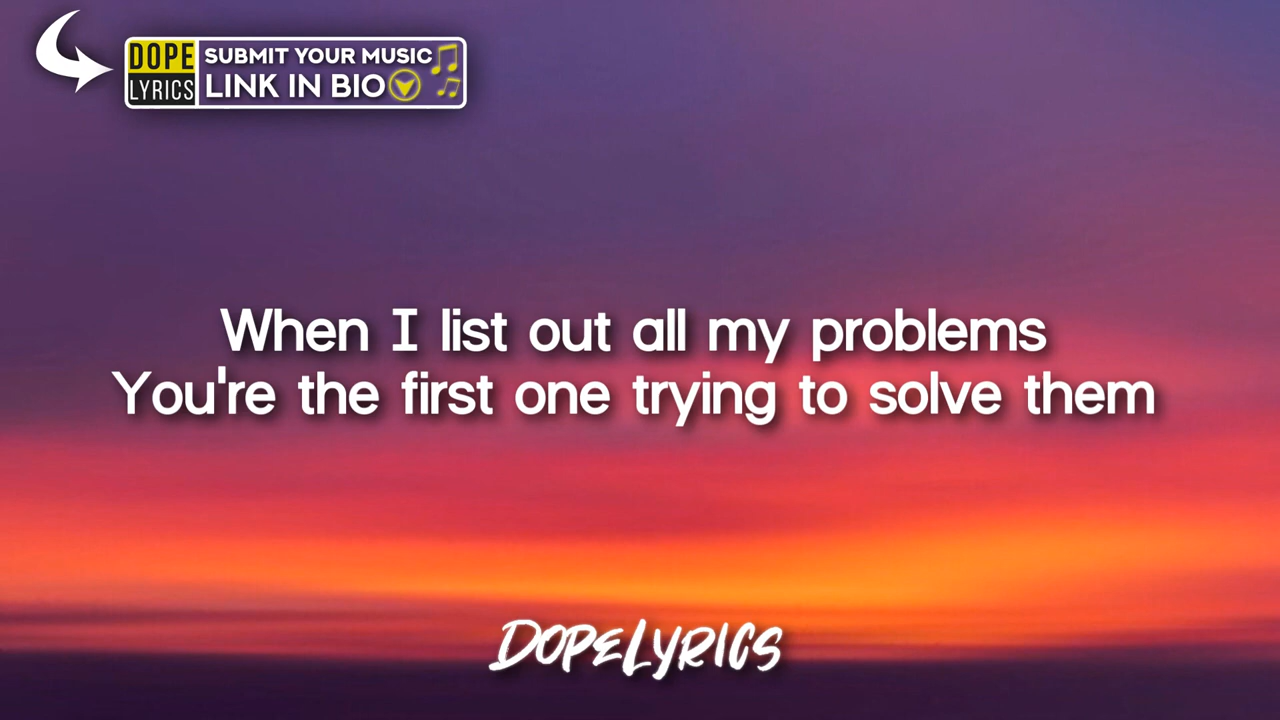 DOPE
LYRICS
SUBMIT YOUR MUSIC
LINK IN BIO
When I list out all my problems
You're the first one trying to solve them
DOPELYRICS